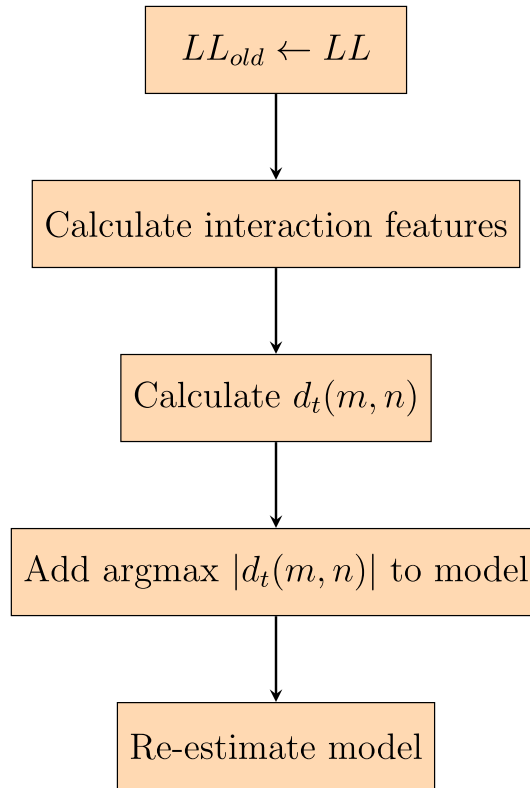 LL_old ← LL
Calculate interaction features
Calculate d_t(m, n)
Add argmax |d_t(m, n)| to model
Re-estimate model